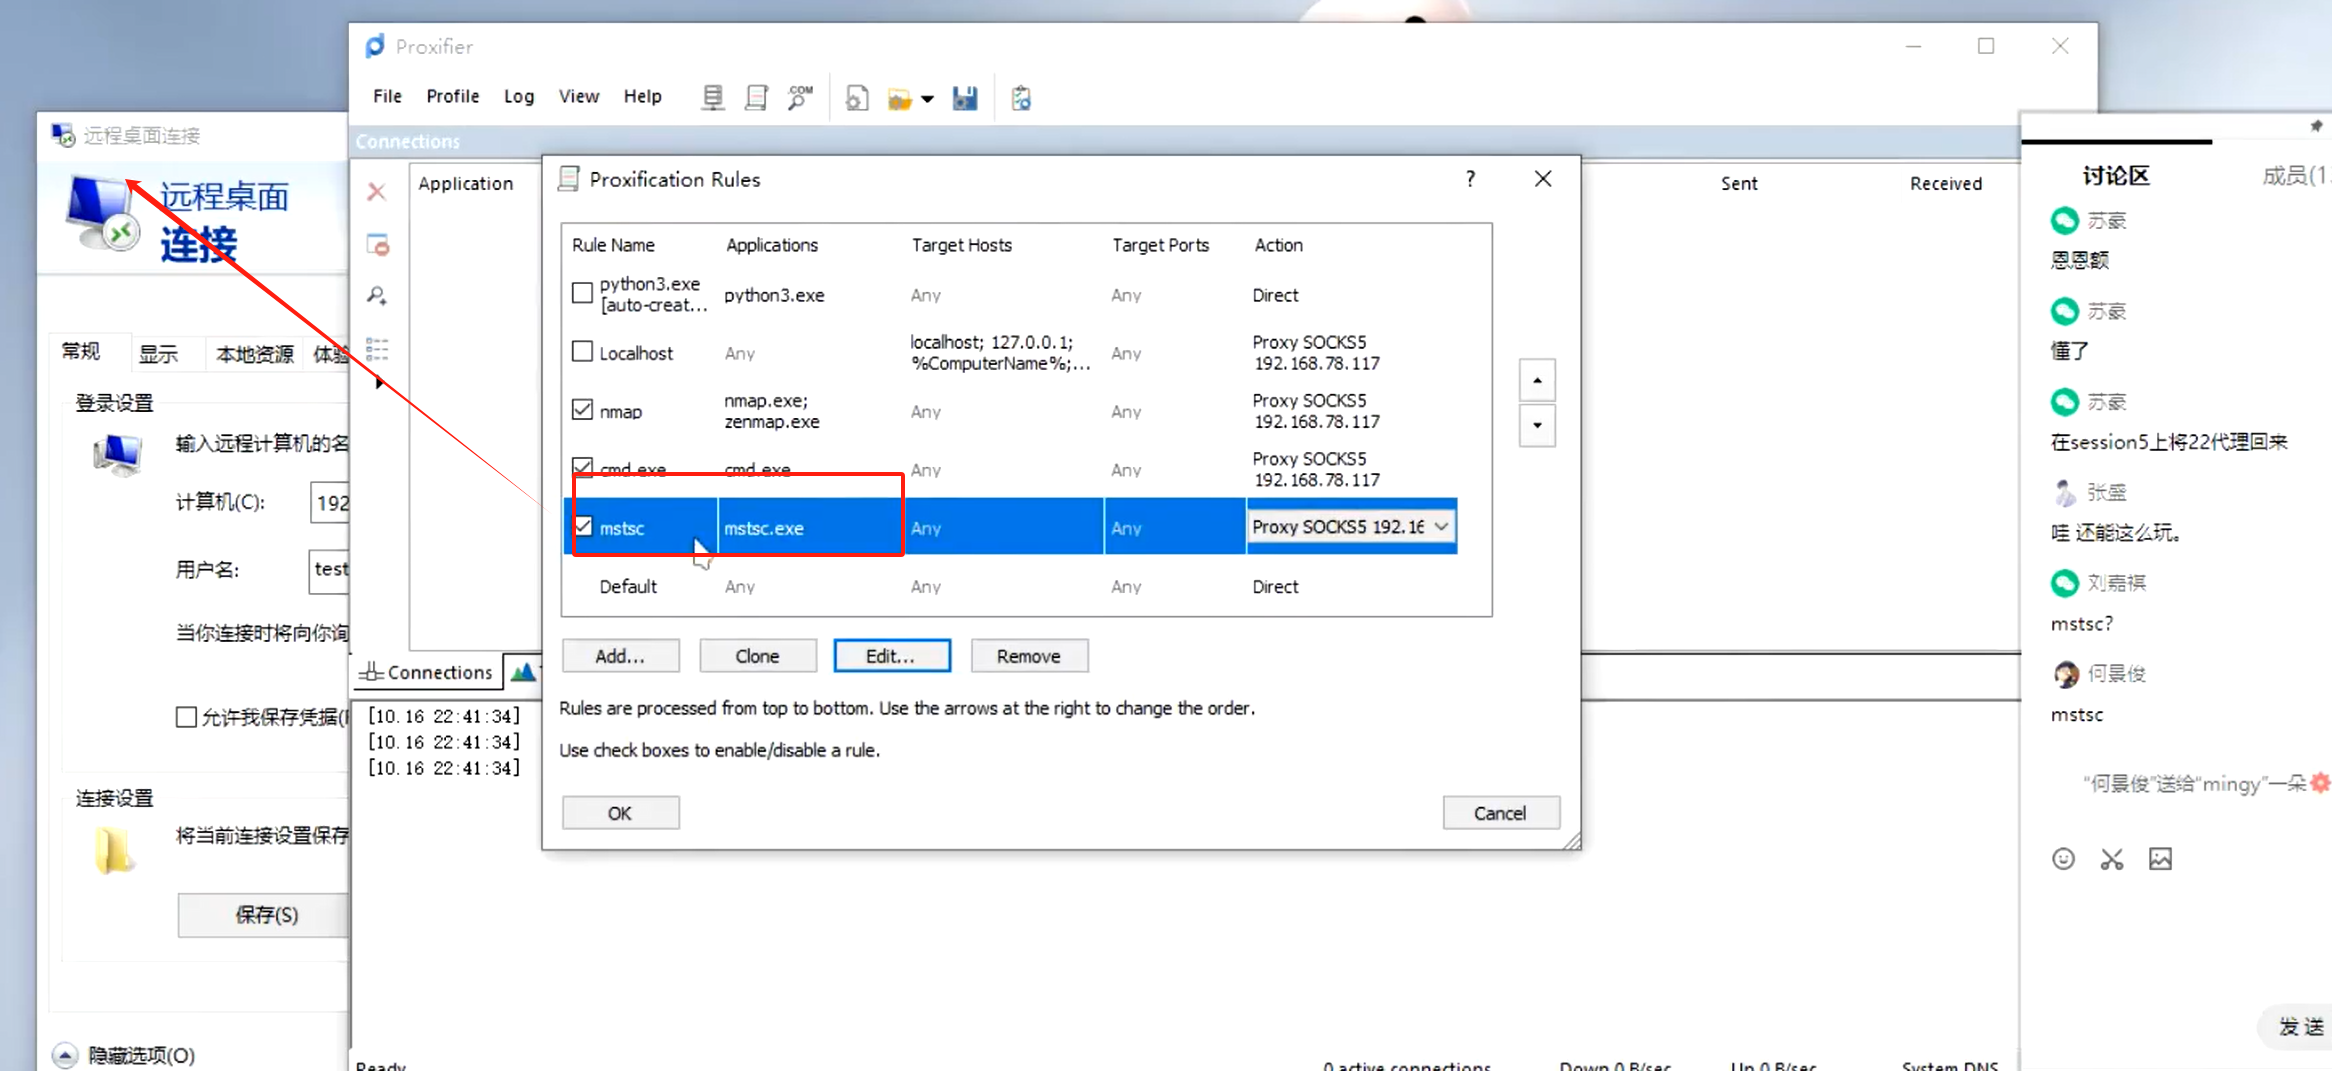 Proxifier
File Profile Log View Help
远程桌面连接
远程桌面
连接
常规 显示 本地资源 体验
登录设置
输入远程计算机的名
计算机(C): 192
用户名: test
当你连接时将向你询
允许我保存凭据(
连接设置
将当前连接设置保存
保存(S)
隐藏选项(O)
Connections
Application Sent Received
Proxification Rules ?
Rule Name Applications Target Hosts Target Ports Action
python3.exe
[auto-creat... python3.exe Any Any Direct
Localhost Any localhost; 127.0.0.1;
%ComputerName%;... Any Proxy SOCKS5
192.168.78.117
nmap nmap.exe;
zenmap.exe Any Any Proxy SOCKS5
192.168.78.117
cmd.exe cmd.exe Any Any Proxy SOCKS5
192.168.78.117
mstsc mstsc.exe Any Any Proxy SOCKS5 192.16
Default Any Any Direct
Add... Clone Edit... Remove
Rules are processed from top to bottom. Use the arrows at the right to change the order.
Use check boxes to enable/disable a rule.
OK Cancel
Connections
[10.16 22:41:34]
[10.16 22:41:34]
[10.16 22:41:34]
Ready 0 active connections Down 0 B/sec Up 0 B/sec System DNS
讨论区 成员(1
苏豪
恩恩额
苏豪
懂了
苏豪
在session5上将22代理回来
张盛
哇 还能这么玩。
刘嘉祺
mstsc?
何景俊
mstsc
"何景俊"送给"mingy"一朵
发 送